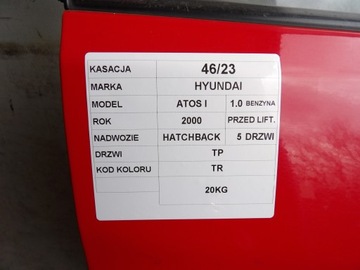 KASACJA 46/23
MARKA HYUNDAI
MODEL ATOS I 1.0 BENZYNA
ROK 2000 PRZED LIFT.
NADWOZIE HATCHBACK 5 DRZWI
DRZWI TP
KOD KOLORU TR
20KG